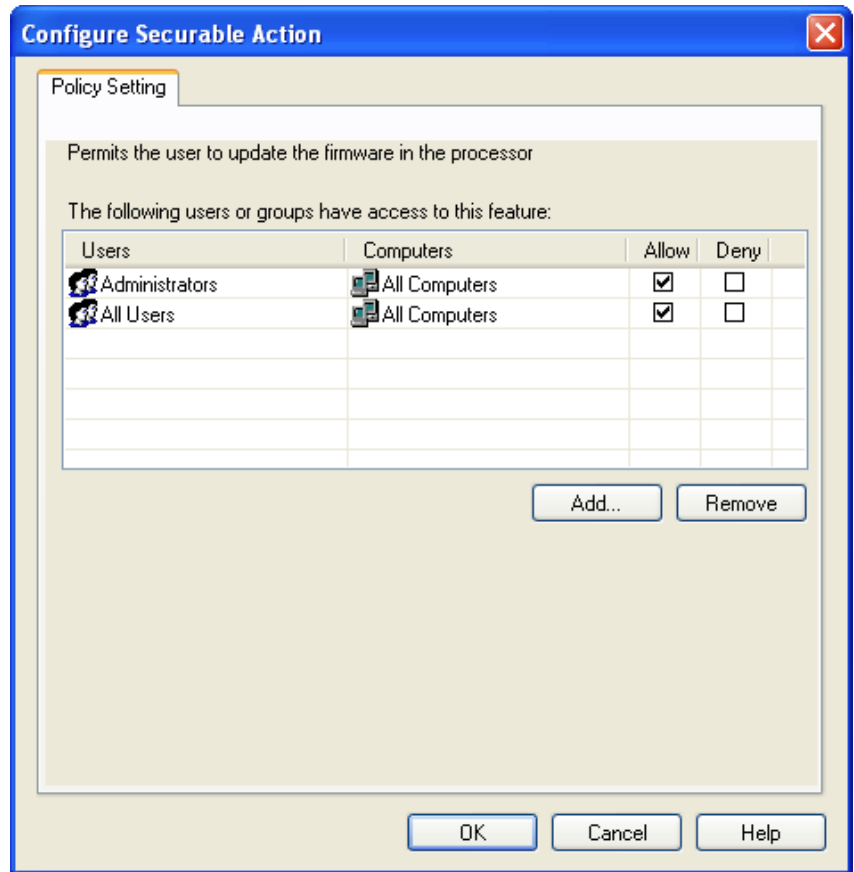 Configure Securable Action
Policy Setting
Permits the user to update the firmware in the processor
The following users or groups have access to this feature:
Users Computers Allow Deny
Administrators All Computers
All Users All Computers
Add... Remove
OK Cancel Help